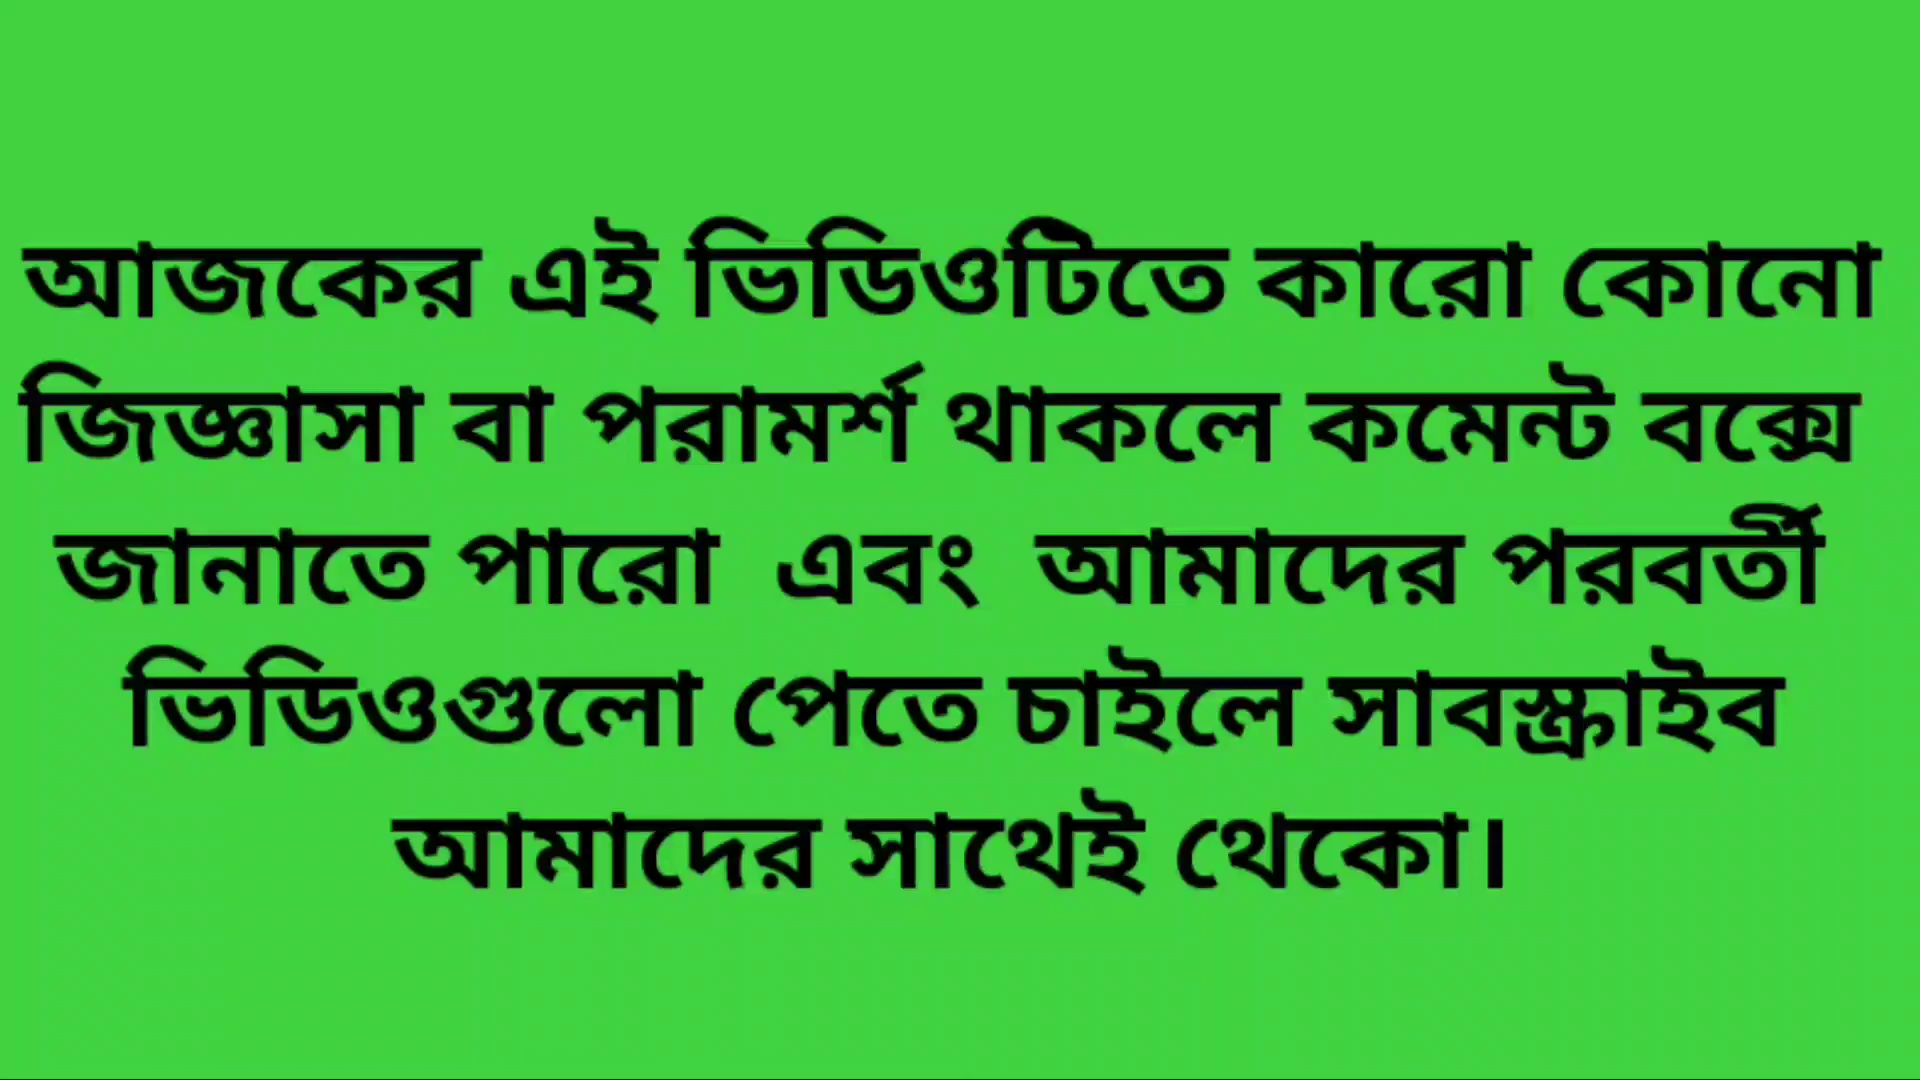 আজকের এই ভিডিওটিতে কারো কোনো
জিজ্ঞাসা বা পরামর্শ থাকলে কমেন্ট বক্সে
জানাতে পারো এবং আমাদের পরবর্তী
ভিডিওগুলো পেতে চাইলে সাবস্ক্রাইব
আমাদের সাথেই থেকো।